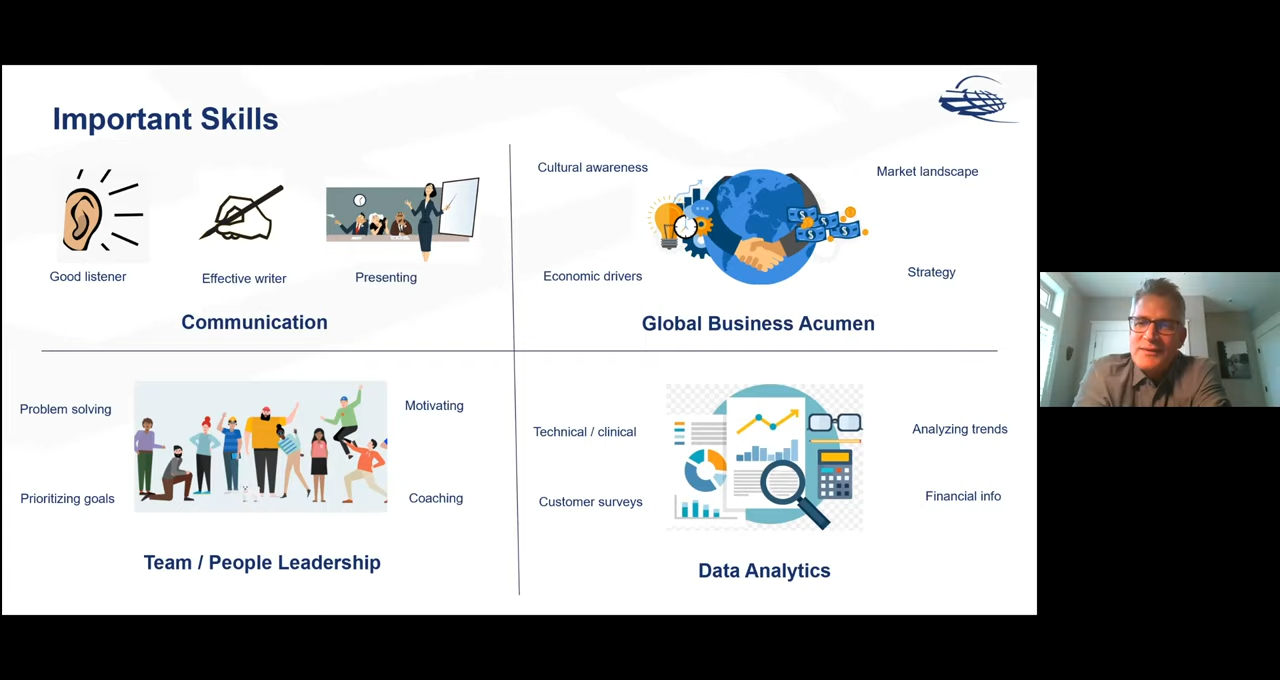 Important Skills
Good listener
Effective writer
Presenting
Communication
Cultural awareness
Market landscape
Economic drivers
Strategy
Global Business Acumen
Problem solving
Motivating
Prioritizing goals
Coaching
Team / People Leadership
Technical / clinical
Analyzing trends
Customer surveys
Financial info
Data Analytics